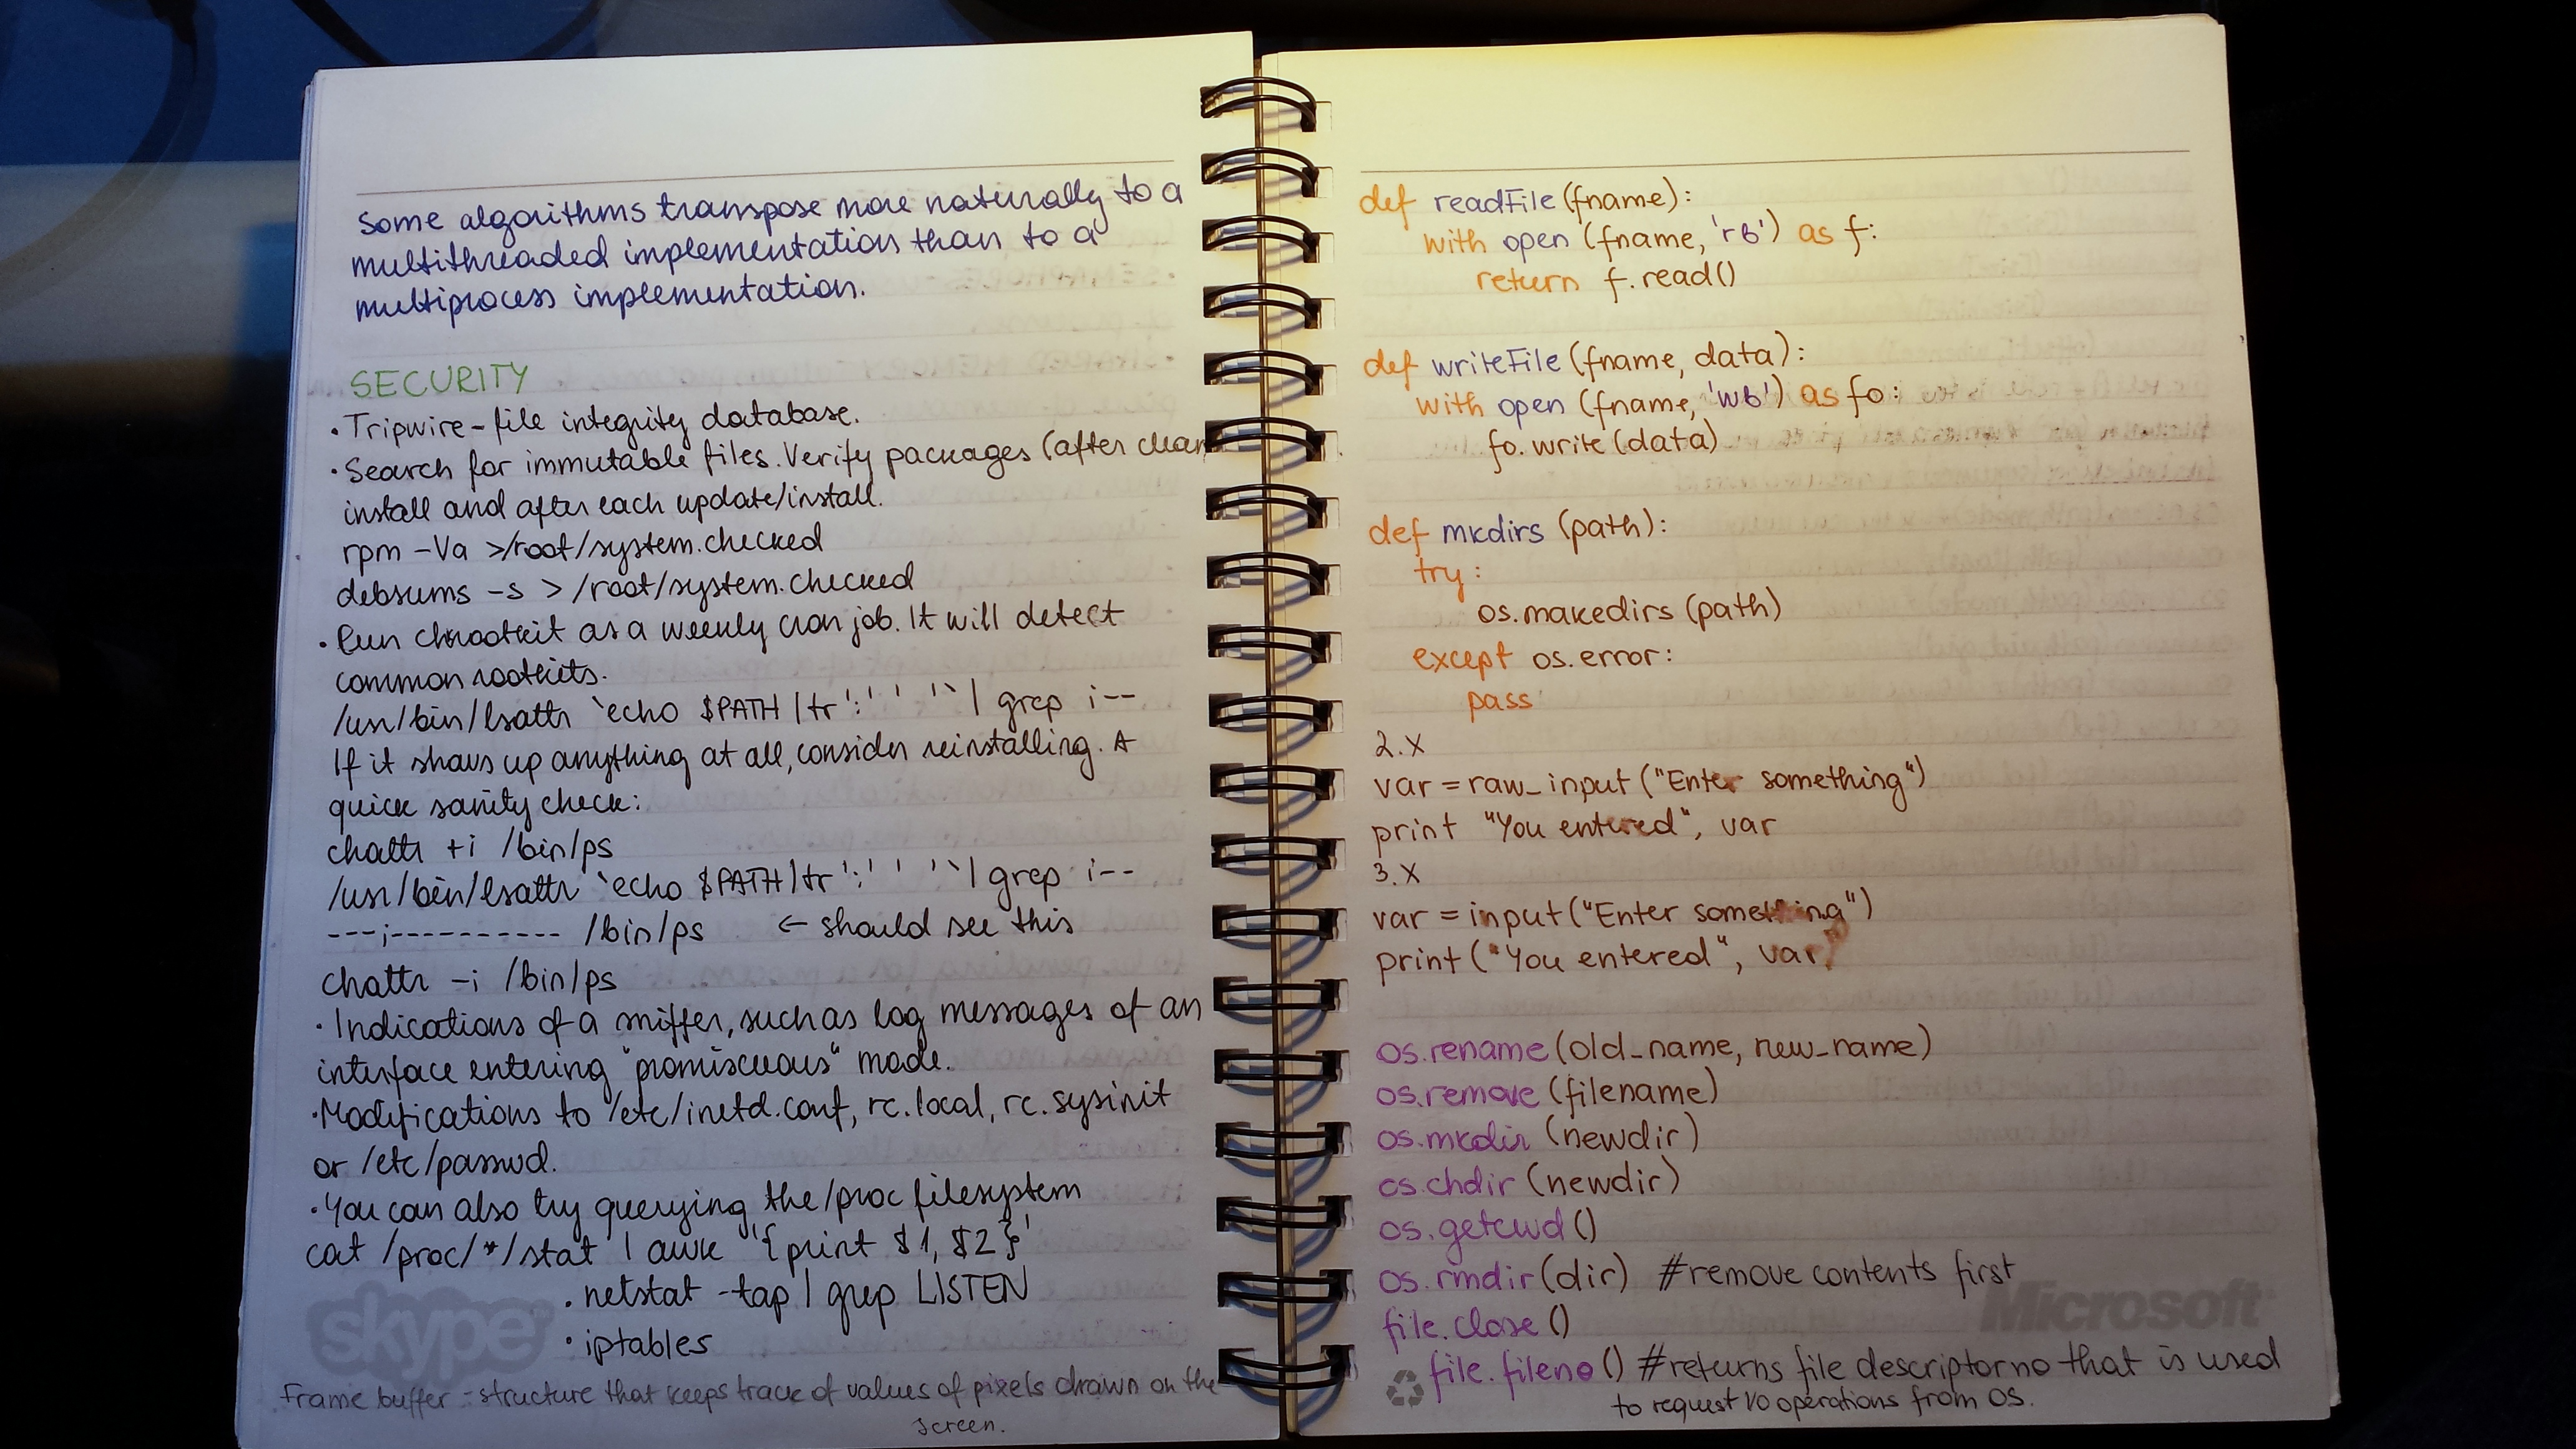 some algorithms transpose more naturally to a
multithreaded implementation than to a
multiprocess implementation.
SECURITY
· Tripwire - file integrity database.
· Search for immutable files. Verify packages (after clean
install and after each update/install.
rpm -Va >/root/system.checked
debsums -s > /root/system.checked
· Run chkrootkit as a weekly cron job. It will detect
common rootkits.
/usr/bin/lsattr `echo $PATH | tr ':' ' '` | grep i--
If it shows up anything at all, consider reinstalling. A
quick sanity check:
chattr +i /bin/ps
/usr/bin/lsattr `echo $PATH | tr ':' ' '` | grep i--
---i---------- /bin/ps ← should see this
chattr -i /bin/ps
· Indications of a sniffer, such as log messages of an
interface entering "promiscuous" mode.
· Modifications to /etc/inetd.conf, rc.local, rc.sysinit
or /etc/passwd.
· You can also try querying the /proc filesystem
cat /proc/*/stat | awk '{print $1, $2}'
· netstat -tap | grep LISTEN
· iptables
skype
Frame buffer - structure that keeps track of values of pixels drawn on the
screen.
def readFile (fname):
with open (fname, 'rb') as f:
return f.read()
def writeFile (fname, data):
with open (fname, 'wb') as fo:
fo.write (data)
def mkdirs (path):
try:
os.makedirs (path)
except os.error:
pass
2.X
var = raw_input ("Enter something")
print "You entered", var
3.X
var = input ("Enter something")
print ("You entered", var)
os.rename (old_name, new_name)
os.remove (filename)
os.mkdir (newdir)
os.chdir (newdir)
os.getcwd ()
os.rmdir (dir) #remove contents first
Microsoft
file.close ()
file.fileno () #returns file descriptor no that is used
to request I/O operations from OS.